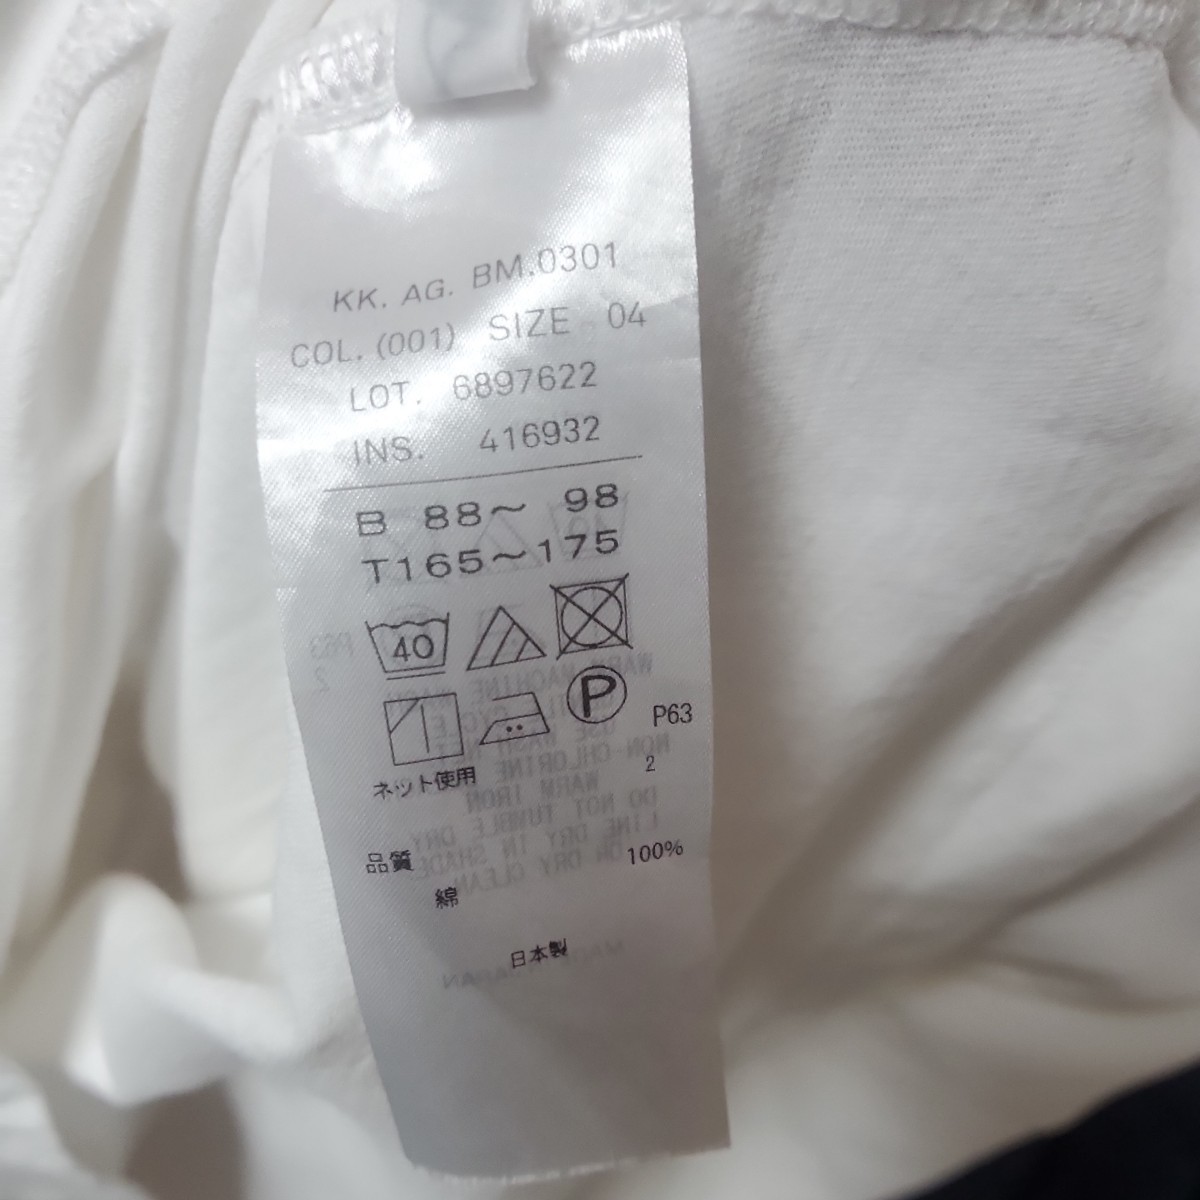 KK. AG. BM.0301
COL. (001) SIZE 04
LOT. 6897622
INS. 416932
B 88～ 98
T165～175
40
P
P63
ネット使用 2
品質 100%
綿
日本製